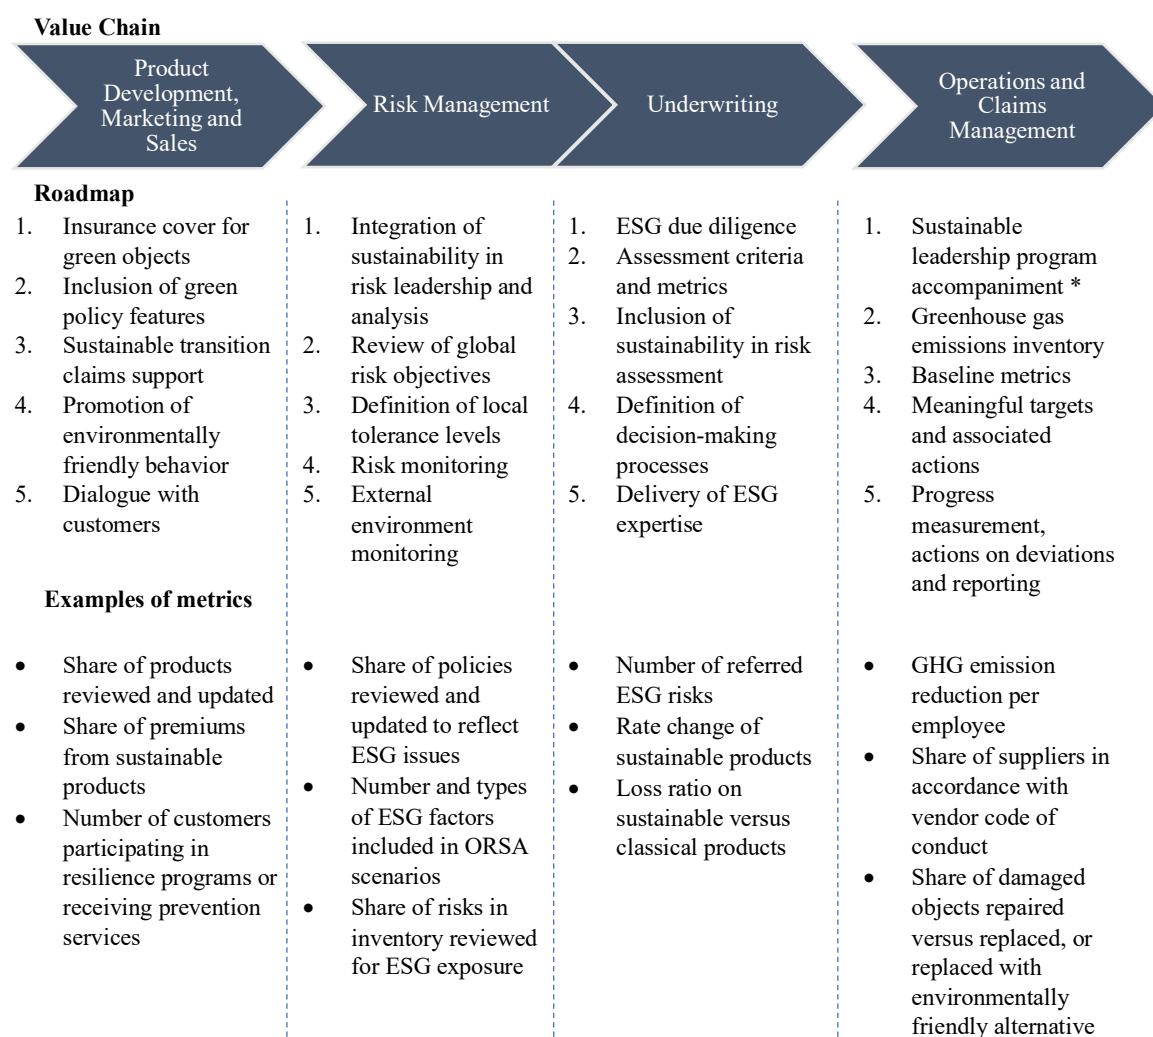 Value Chain
Product
Development,
Marketing and
Sales
Risk Management
Underwriting
Operations and
Claims
Management
Roadmap
1. Insurance cover for
green objects
2. Inclusion of green
policy features
3. Sustainable transition
claims support
4. Promotion of
environmentally
friendly behavior
5. Dialogue with
customers
1. Integration of
sustainability in
risk leadership and
analysis
2. Review of global
risk objectives
3. Definition of local
tolerance levels
4. Risk monitoring
5. External
environment
monitoring
1. ESG due diligence
2. Assessment criteria
and metrics
3. Inclusion of
sustainability in risk
assessment
4. Definition of
decision-making
processes
5. Delivery of ESG
expertise
1. Sustainable
leadership program
accompaniment *
2. Greenhouse gas
emissions inventory
3. Baseline metrics
4. Meaningful targets
and associated
actions
5. Progress
measurement,
actions on deviations
and reporting
Examples of metrics
• Share of products
reviewed and updated
• Share of premiums
from sustainable
products
• Number of customers
participating in
resilience programs or
receiving prevention
services
• Share of policies
reviewed and
updated to reflect
ESG issues
• Number and types
of ESG factors
included in ORSA
scenarios
• Share of risks in
inventory reviewed
for ESG exposure
• Number of referred
ESG risks
• Rate change of
sustainable products
• Loss ratio on
sustainable versus
classical products
• GHG emission
reduction per
employee
• Share of suppliers in
accordance with
vendor code of
conduct
• Share of damaged
objects repaired
versus replaced, or
replaced with
environmentally
friendly alternative